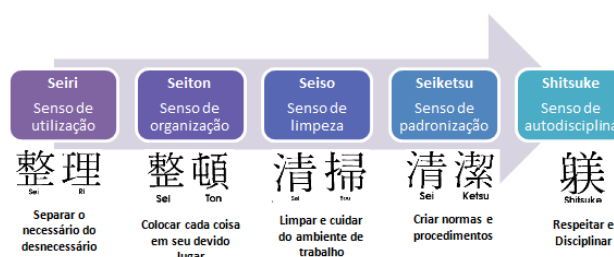 Seiri
Senso de
utilização
Seiton
Senso de
organização
Seiso
Senso de
limpeza
Seiketsu
Senso de
padronização
Shitsuke
Senso de
autodisciplina
整理
Sei Ri
整頓
Sei Ton
清掃
Sei
清潔
Sei Ketsu
躾
Shitsuke
Separar o
necessário do
desnecessário
Colocar cada coisa
em seu devido
lugar
Limpar e cuidar
do ambiente de
trabalho
Criar normas e
procedimentos
Respeitar e
Disciplinar